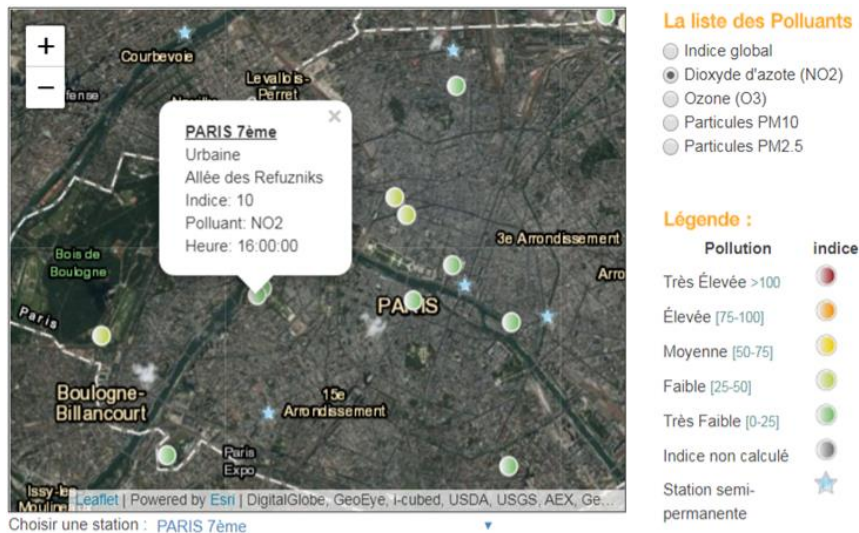 +
−
Courbevoie
Levallois-
Perret
fense
×
PARIS 7ème
Urbaine
Allée des Refuzniks
Indice: 10
Polluant: NO2
Heure: 16:00:00
Bois de
Boulogne
3e Arrondissement
Arro
PARIS
Paris
Boulogne-
Billancourt
15e
Arrondissement
Paris
Expo
Issy-les
Leaflet | Powered by Esri | DigitalGlobe, GeoEye, i-cubed, USDA, USGS, AEX, Ge...
Choisir une station : PARIS 7ème
La liste des Polluants
Indice global
Dioxyde d'azote (NO2)
Ozone (O3)
Particules PM10
Particules PM2.5
Légende :
Pollution indice
Très Élevée >100
Élevée [75-100]
Moyenne [50-75]
Faible [25-50]
Très Faible [0-25]
Indice non calculé
Station semi-
permanente